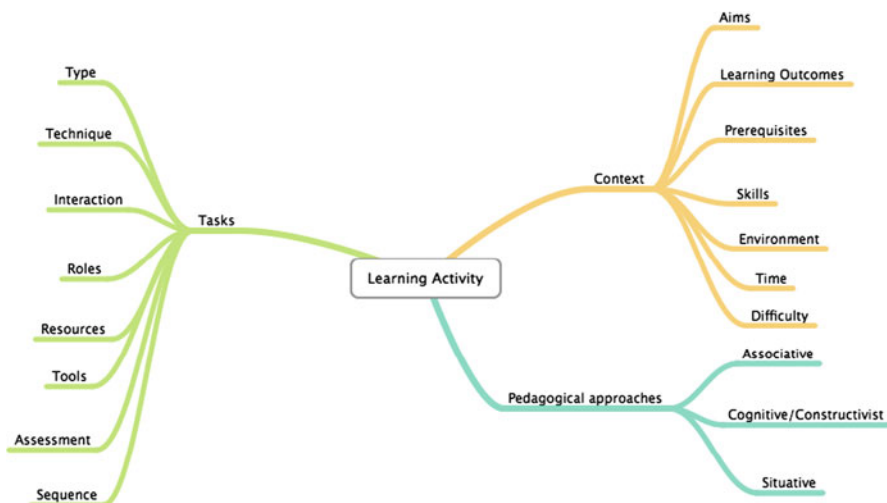 Type
Technique
Interaction
Roles
Resources
Tools
Assessment
Sequence
Tasks
Learning Activity
Context
Aims
Learning Outcomes
Prerequisites
Skills
Environment
Time
Difficulty
Pedagogical approaches
Associative
Cognitive/Constructivist
Situative